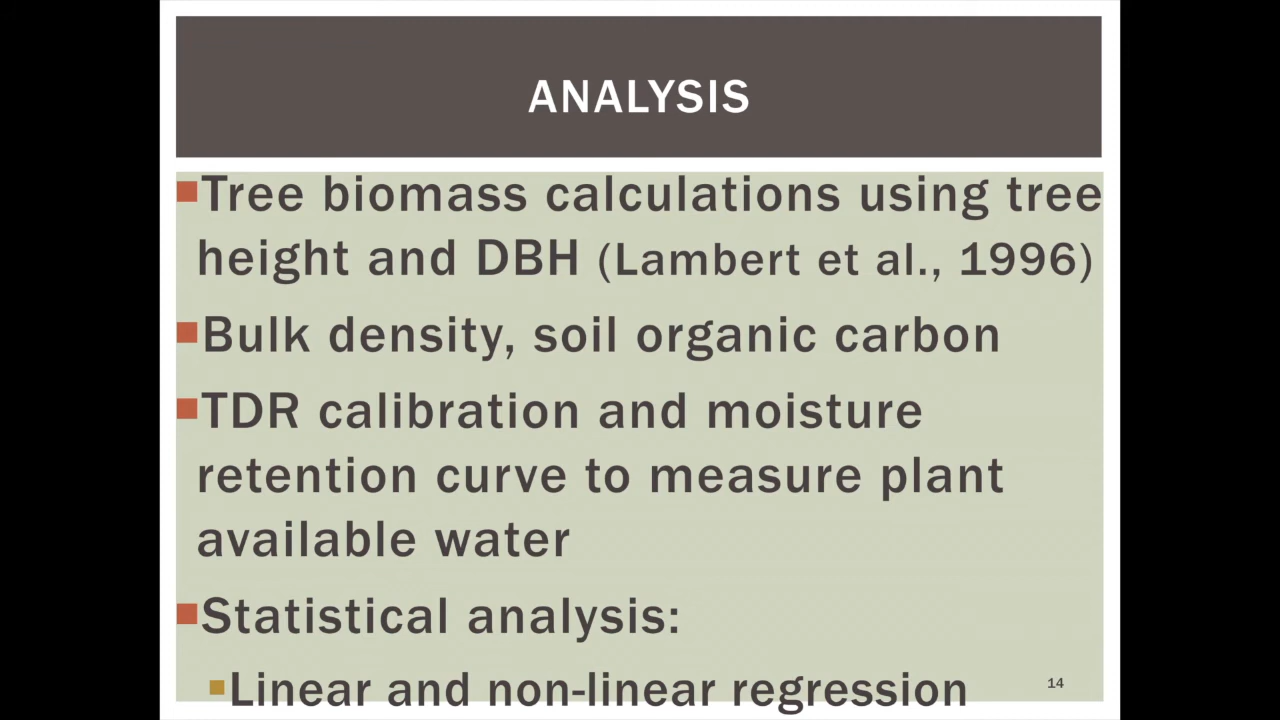 ANALYSIS
Tree biomass calculations using tree
height and DBH (Lambert et al., 1996)
Bulk density, soil organic carbon
TDR calibration and moisture
retention curve to measure plant
available water
Statistical analysis:
Linear and non-linear regression
14